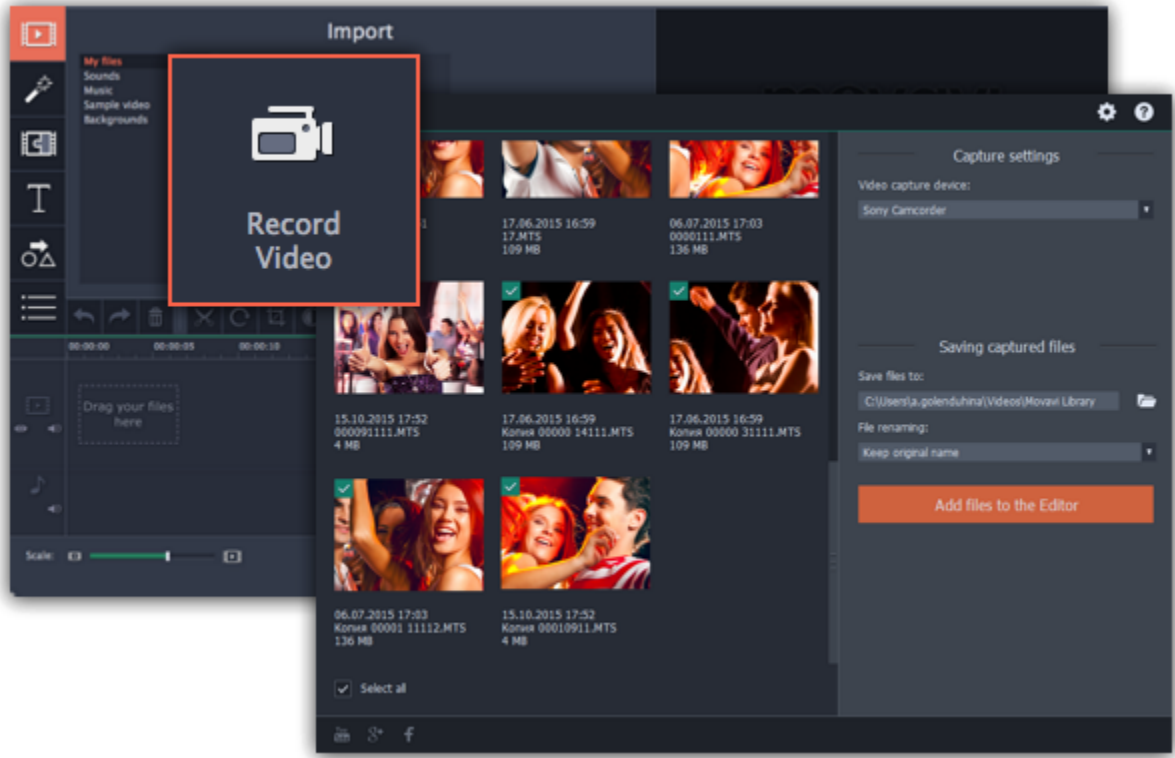 Import
My files
Sounds
Music
Sample video
Backgrounds
Record
Video
00:00:00
00:00:05
00:00:10
Drag your files
here
Scale:
17.06.2015 16:59
17.MTS
109 MB
06.07.2015 17:03
0000111.MTS
136 MB
15.10.2015 17:52
000091111.MTS
4 MB
17.06.2015 16:59
Копия 00000 14111.MTS
109 MB
17.06.2015 16:59
Копия 00000 31111.MTS
109 MB
06.07.2015 17:03
Копия 00001 11112.MTS
136 MB
15.10.2015 17:52
Копия 00010911.MTS
4 MB
Select all
Capture settings
Video capture device:
Sony Camcorder
Saving captured files
Save files to:
C:\Users\a.golenduhina\Videos\Movavi Library
File renaming:
Keep original name
Add files to the Editor